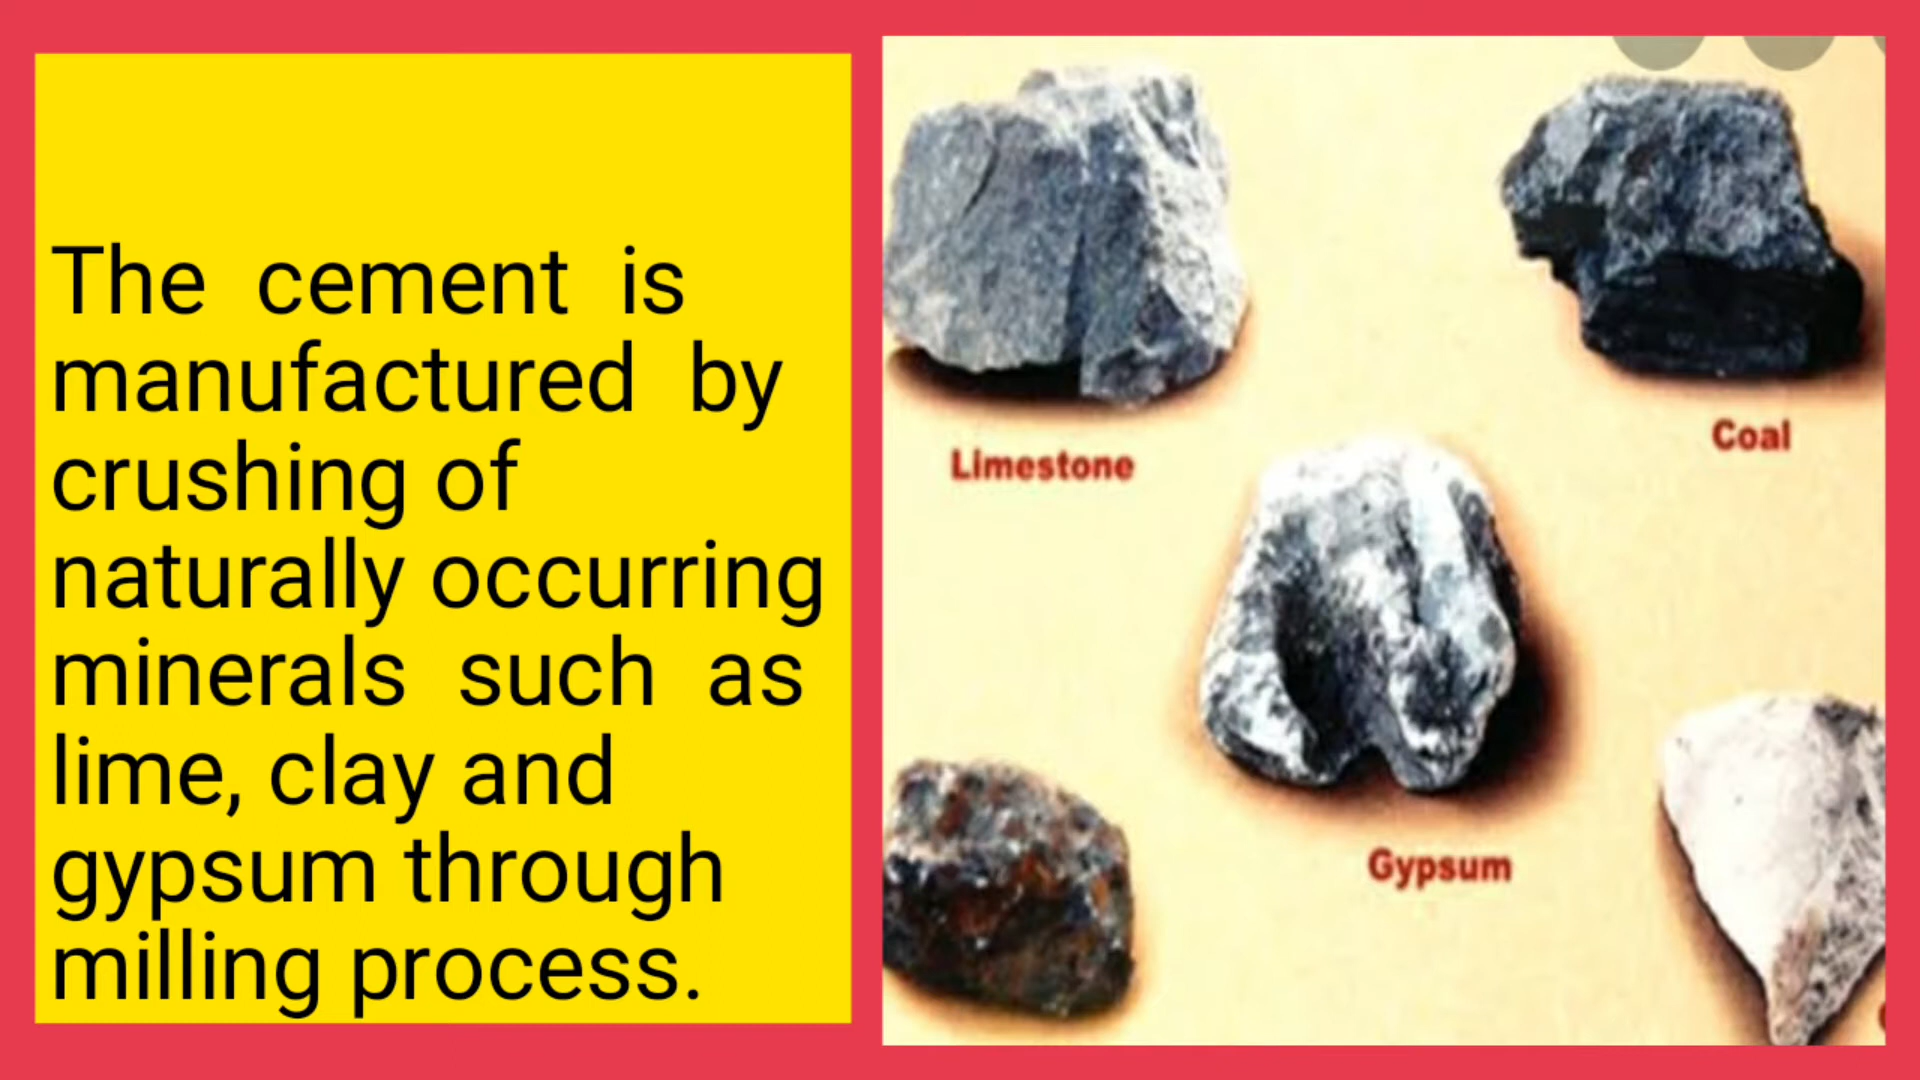 The cement is
manufactured by
crushing of
naturally occurring
minerals such as
lime, clay and
gypsum through
milling process.
Limestone
Coal
Gypsum